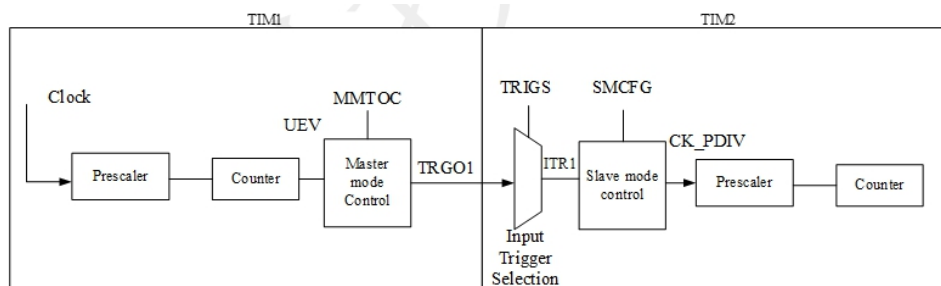 TIM1
TIM2
Clock
MMTOC
TRIGS
SMCFG
UEV
CK_PDIV
Prescaler
Counter
Master
mode
Control
TRGO1
ITR1
Slave mode
control
Prescaler
Counter
Input
Trigger
Selection